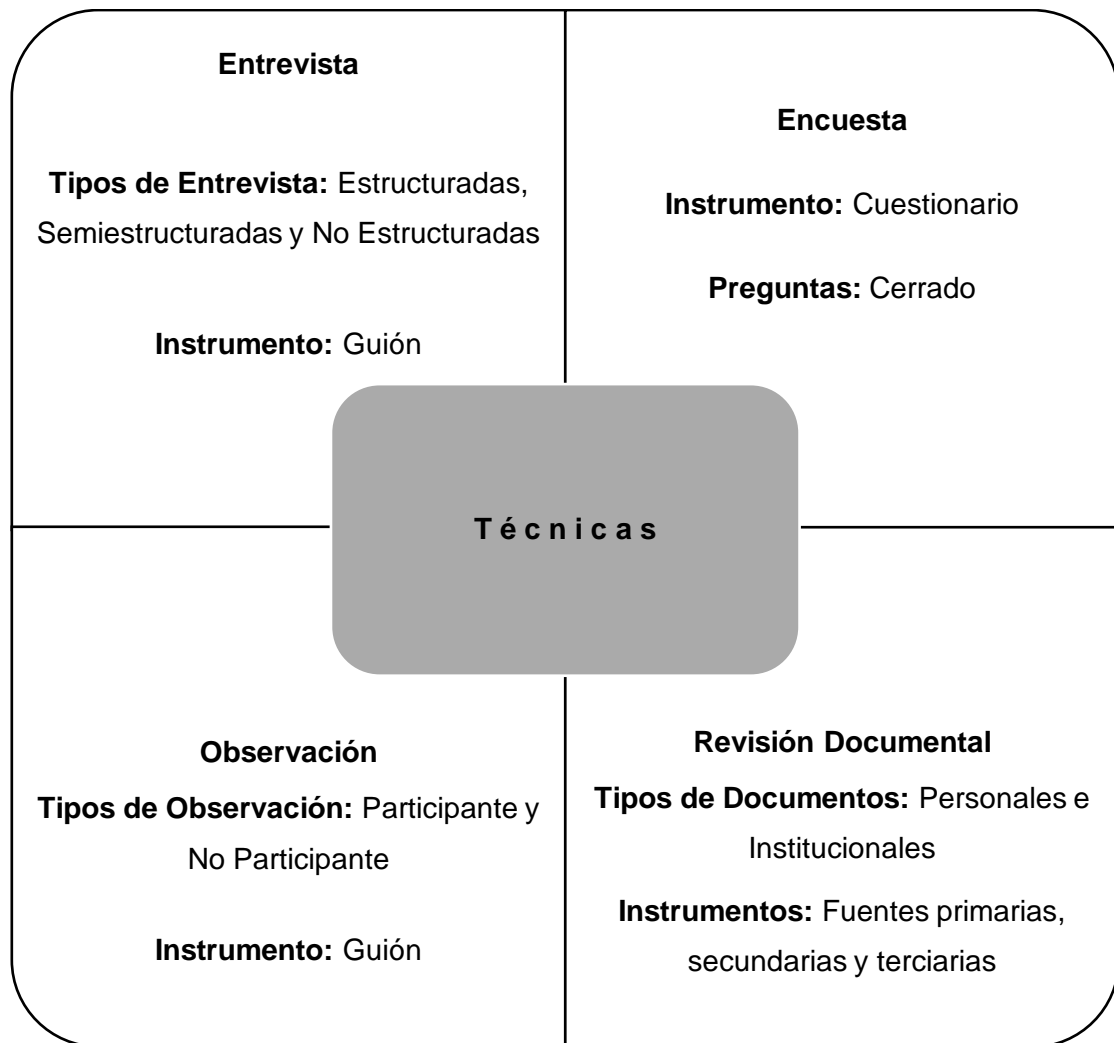 Entrevista
Tipos de Entrevista: Estructuradas,
Semiestructuradas y No Estructuradas
Instrumento: Guión
Encuesta
Instrumento: Cuestionario
Preguntas: Cerrado
Técnicas
Observación
Tipos de Observación: Participante y
No Participante
Instrumento: Guión
Revisión Documental
Tipos de Documentos: Personales e
Institucionales
Instrumentos: Fuentes primarias,
secundarias y terciarias